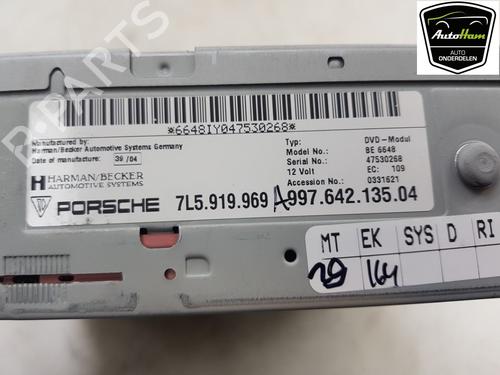 AutoHam
AUTO
ONDERDELEN
B-PARTS
*6648IY047530268*
Manufactured by:
Harman/Becker Automotive Systems Germany
Date of manufact.: 39/04
HARMAN/BECKER
AUTOMOTIVE SYSTEMS
Typ: DVD-Modul
Model No.: BE 6648
Serial No.: 47530268
12 Volt EC: 109
Accession No.: 0331621
PORSCHE 7L5.919.969 A 997.642.135.04
MT EK SYS D RI
29 164